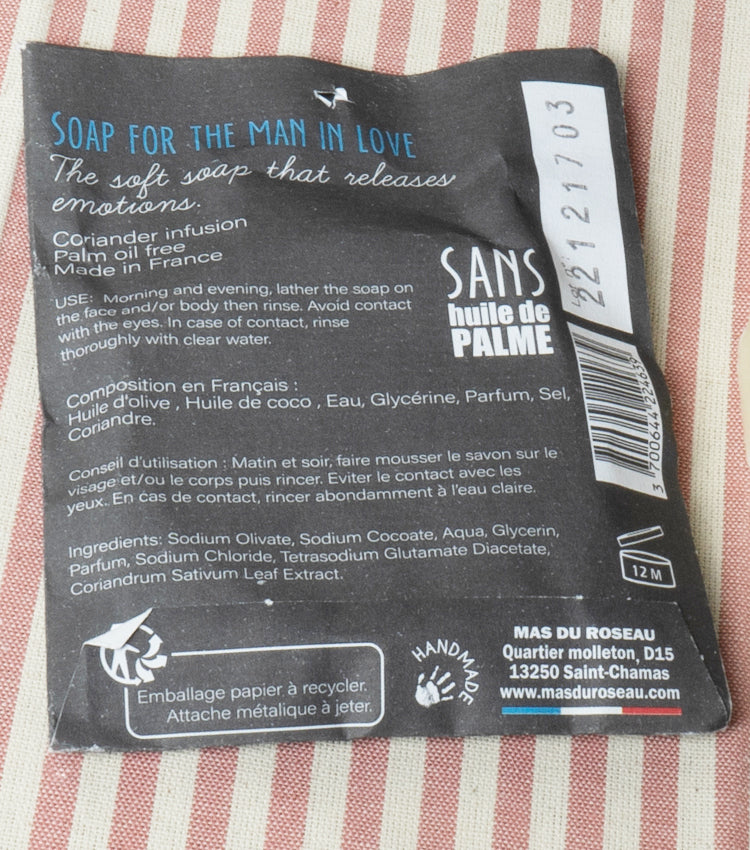 SOAP FOR THE MAN IN LOVE
The soft soap that releases
emotions.
Coriander infusion
Palm oil free
Made in France
USE: Morning and evening, lather the soap on
the face and/or body then rinse. Avoid contact
with the eyes. In case of contact, rinse
thoroughly with clear water.
SANS
huile de
PALME
22121703
Composition en Français :
Huile d'olive , Huile de coco , Eau, Glycérine, Parfum, Sel,
Coriandre.
Conseil d'utilisation : Matin et soir, faire mousser le savon sur le
visage et/ou le corps puis rincer. Eviter le contact avec les
yeux. En cas de contact, rincer abondamment à l'eau claire.
Ingredients: Sodium Olivate, Sodium Cocoate, Aqua, Glycerin,
Parfum, Sodium Chloride, Tetrasodium Glutamate Diacetate,
Coriandrum Sativum Leaf Extract.
12 M
Emballage papier à recycler.
Attache métalique à jeter.
HANDMADE
MAS DU ROSEAU
Quartier molleton, D15
13250 Saint-Chamas
www.masduroseau.com